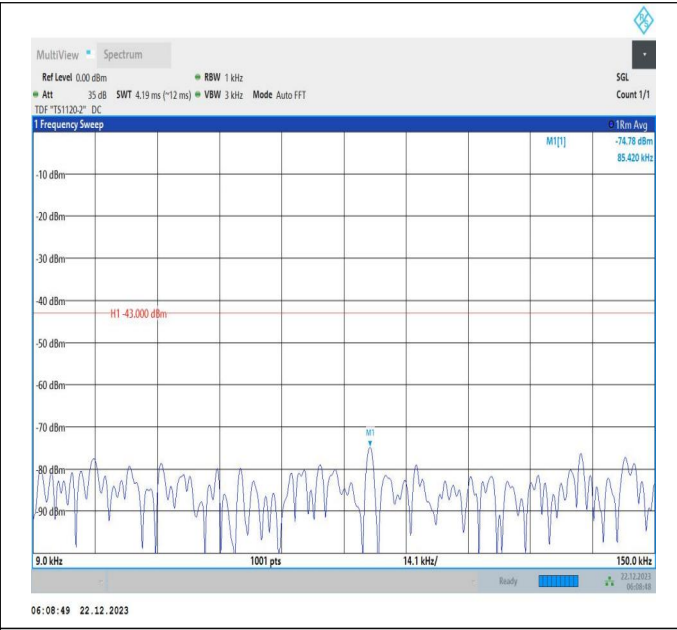 MultiView Spectrum
Ref Level 0.00 dBm RBW 1 kHz SGL
Att 35 dB SWT 4.19 ms (~12 ms) VBW 3 kHz Mode Auto FFT Count 1/1
TDF "TS1120-2" DC
1 Frequency Sweep 1Rm Avg
M1[1] -74.78 dBm
85.420 kHz
-10 dBm
-20 dBm
-30 dBm
-40 dBm
H1 -43.000 dBm
-50 dBm
-60 dBm
-70 dBm
M1
-80 dBm
-90 dBm
9.0 kHz 1001 pts 14.1 kHz/ 150.0 kHz
Ready 22.12.2023
06:08:48
06:08:49 22.12.2023